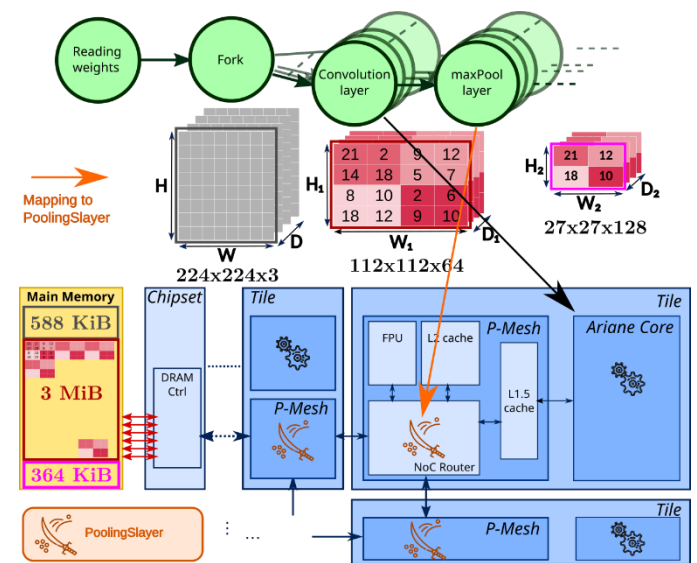 Reading
weights
Fork
Convolution
layer
maxPool
layer
Mapping to
PoolingSlayer
H
W
D
224x224x3
21 2 9 12
14 18 5 7
8 10 2 6
18 12 9 10
H1
W1
D1
112x112x64
21 12
18 10
H2
W2
D2
27x27x128
Main Memory
588 KiB
3 MiB
364 KiB
Chipset
DRAM
Ctrl
Tile
P-Mesh
Tile
P-Mesh
FPU
L2 cache
L1.5
cache
NoC Router
Ariane Core
PoolingSlayer
...
Tile
P-Mesh